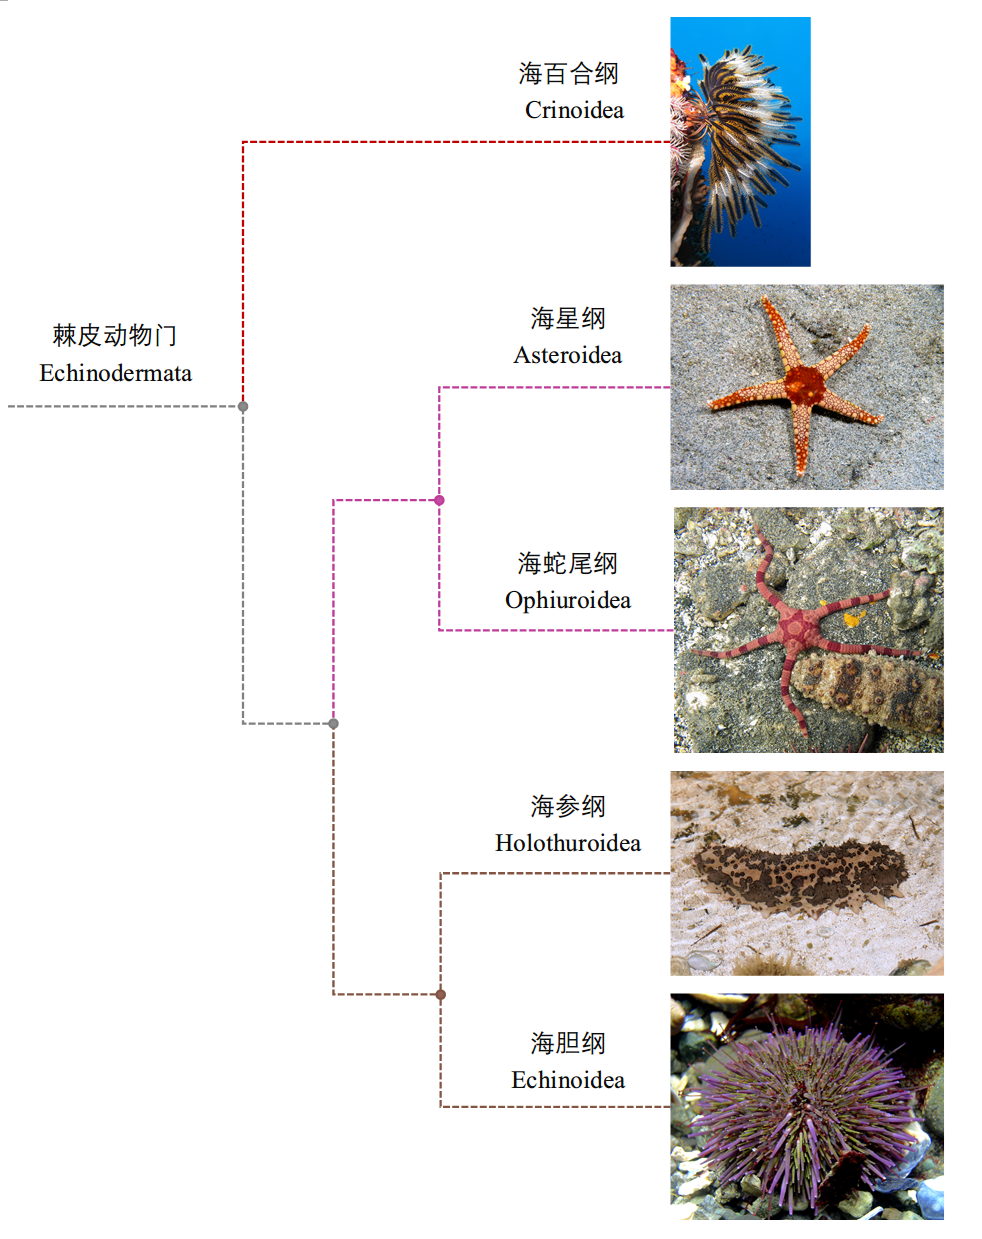 海百合纲
Crinoidea
棘皮动物门
Echinodermata
海星纲
Asteroidea
海蛇尾纲
Ophiuroidea
海参纲
Holothuroidea
海胆纲
Echinoidea